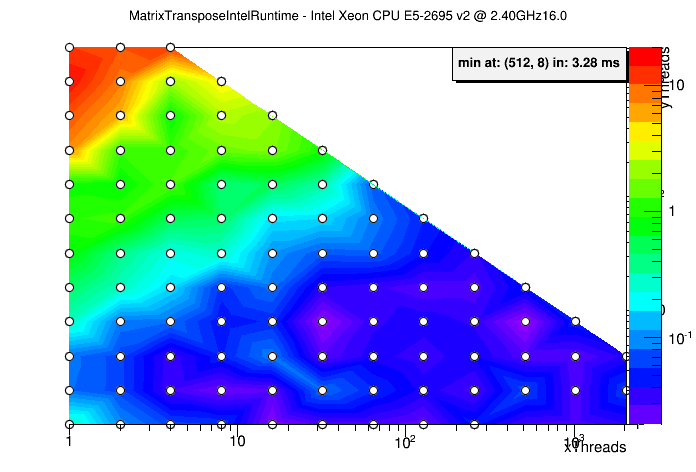 MatrixTransposeIntelRuntime - Intel Xeon CPU E5-2695 v2 @ 2.40GHz16.0
min at: (512, 8) in: 3.28 ms
yThreads
10
1
10-1
1
10
10²
10³
xThreads